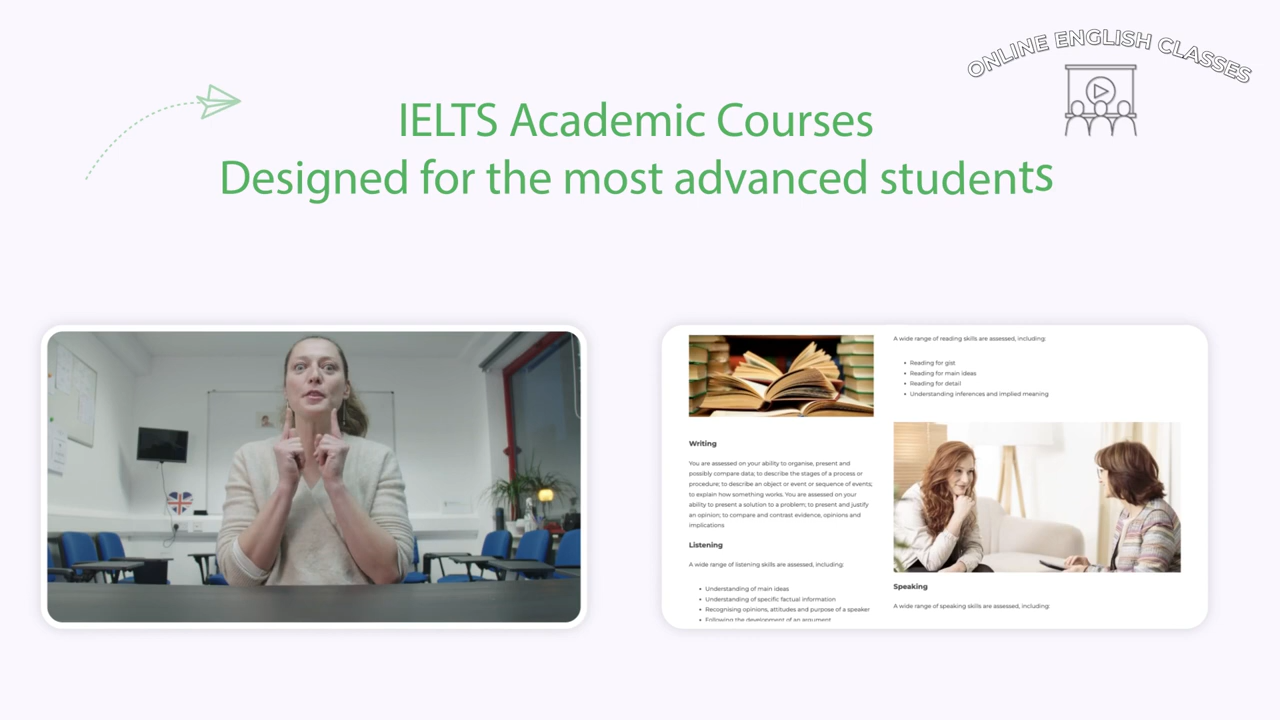 ONLINE ENGLISH CLASSES
IELTS Academic Courses
Designed for the most advanced students
Writing
You are assessed on your ability to organise, present and
possibly compare data; to describe the stages of a process or
procedure; to describe an object or event or sequence of events;
to explain how something works. You are assessed on your
ability to present a solution to a problem; to present and justify
an opinion; to compare and contrast evidence, opinions and
implications
Listening
A wide range of listening skills are assessed, including:
• Understanding of main ideas
• Understanding of specific factual information
• Recognising opinions, attitudes and purpose of a speaker
• Following the development of an argument
A wide range of reading skills are assessed, including:
• Reading for gist
• Reading for main ideas
• Reading for detail
• Understanding inferences and implied meaning
Speaking
A wide range of speaking skills are assessed, including: